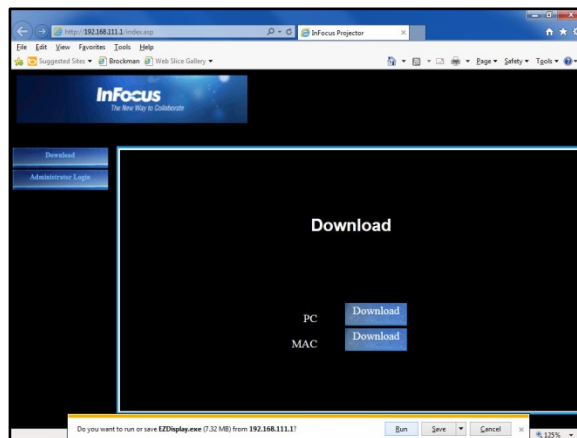 http://192.168.111.1/index.asp
InFocus Projector
File Edit View Favorites Tools Help
Suggested Sites Brockman Web Slice Gallery
Page Safety Tools
InFocus
The New Way to Collaborate
Download
Administrator Login
Download
PC Download
MAC Download
Do you want to run or save EZDisplay.exe (7.32 MB) from 192.168.111.1?
Run Save Cancel
125%